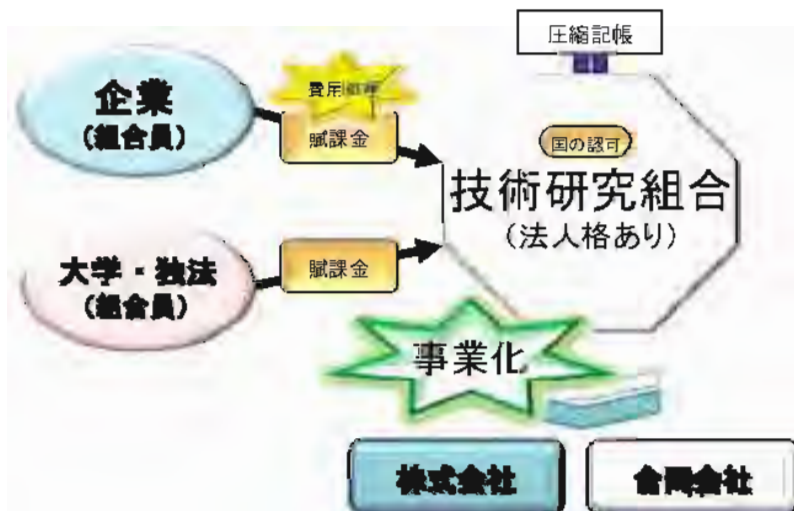 圧縮記帳
企業
(組合員)
費用処理
賦課金
国の認可
技術研究組合
(法人格あり)
大学・独法
(組合員)
賦課金
事業化
株式会社
合同会社